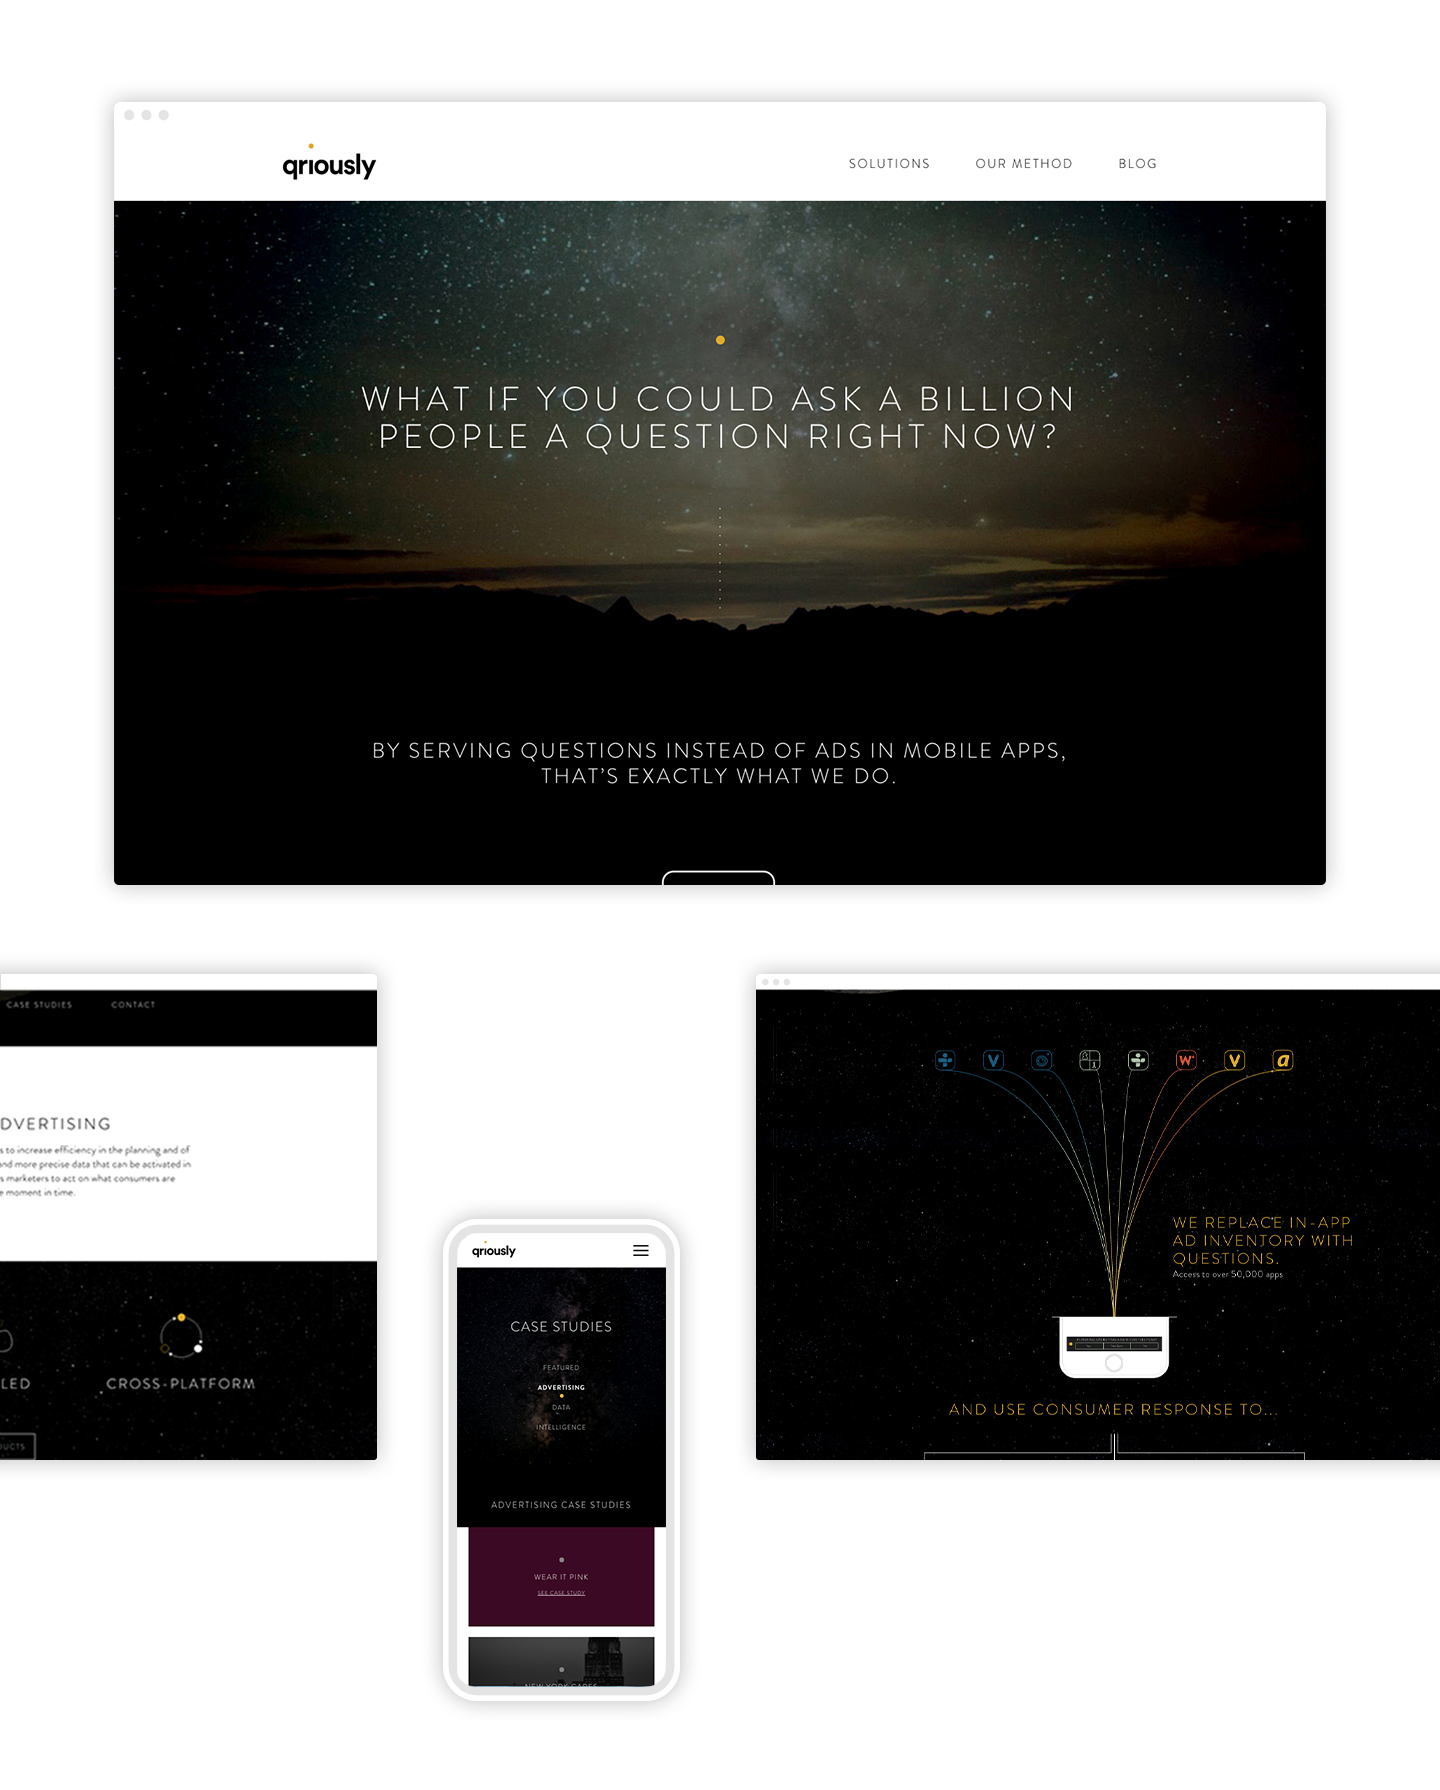 qriously
SOLUTIONS OUR METHOD BLOG
WHAT IF YOU COULD ASK A BILLION
PEOPLE A QUESTION RIGHT NOW?
BY SERVING QUESTIONS INSTEAD OF ADS IN MOBILE APPS,
THAT'S EXACTLY WHAT WE DO.
CASE STUDIES CONTACT
DVERTISING
s to increase efficiency in the planning and of
nd more precise data that can be activated in
s marketers to act on what consumers are
e moment in time.
LED
CROSS-PLATFORM
DUCTS
qriously
CASE STUDIES
FEATURED
ADVERTISING
DATA
INTELLIGENCE
ADVERTISING CASE STUDIES
WEAR IT PINK
SEE CASE STUDY
NEW YORK CARES
V
W
V
a
WE REPLACE IN-APP
AD INVENTORY WITH
QUESTIONS.
Access to over 50,000 apps
AND USE CONSUMER RESPONSE TO...